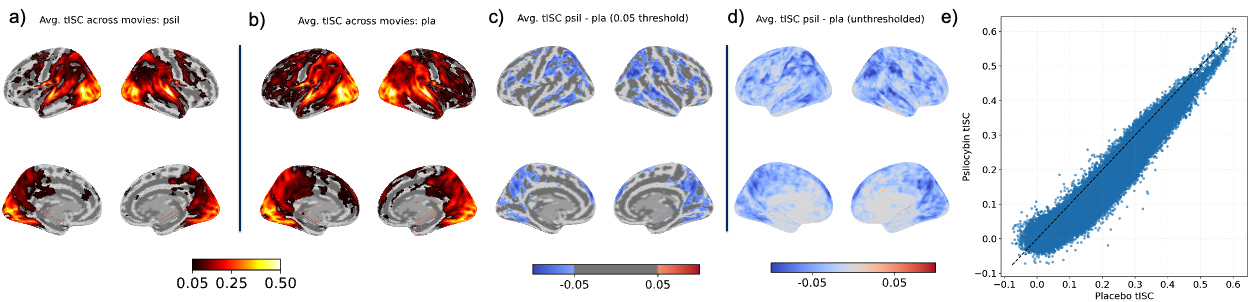 a)
Avg. tISC across movies: psil
b)
Avg. tISC across movies: pla
c)
Avg. tISC psil - pla (0.05 threshold)
d)
Avg. tISC psil - pla (unthresholded)
e)
0.05 0.25 0.50
-0.05 0.05
-0.05 0.05
Psilocybin tISC
0.6
0.5
0.4
0.3
0.2
0.1
0.0
−0.1
−0.1 0.0 0.1 0.2 0.3 0.4 0.5 0.6
Placebo tISC